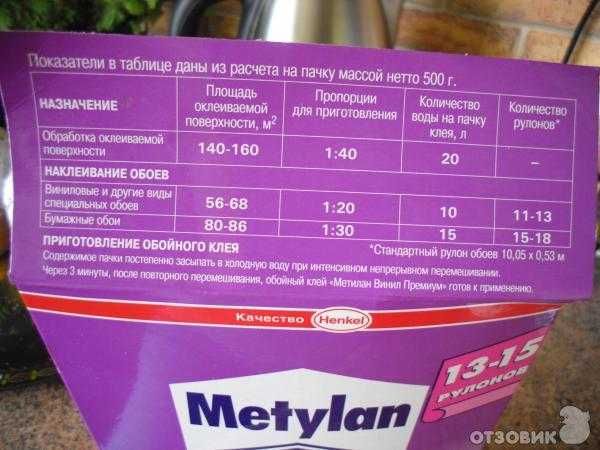 Показатели в таблице даны из расчета на пачку массой нетто 500 г.
НАЗНАЧЕНИЕ
Площадь оклеиваемой поверхности, м²
Пропорции для приготовления
Количество воды на пачку клея, л
Количество рулонов*
Обработка оклеиваемой поверхности 140-160 1:40 20 –
НАКЛЕИВАНИЕ ОБОЕВ
Виниловые и другие виды специальных обоев 56-68 1:20 10 11-13
Бумажные обои 80-86 1:30 15 15-18
ПРИГОТОВЛЕНИЕ ОБОЙНОГО КЛЕЯ *Стандартный рулон обоев 10,05 x 0,53 м
Содержимое пачки постепенно засыпать в холодную воду при интенсивном непрерывном перемешивании.
Через 3 минуты, после повторного перемешивания, обойный клей «Метилан Винил Премиум» готов к применению.
Качество Henkel
13-15
РУЛОНОВ
Metylan
ОТЗОВИК